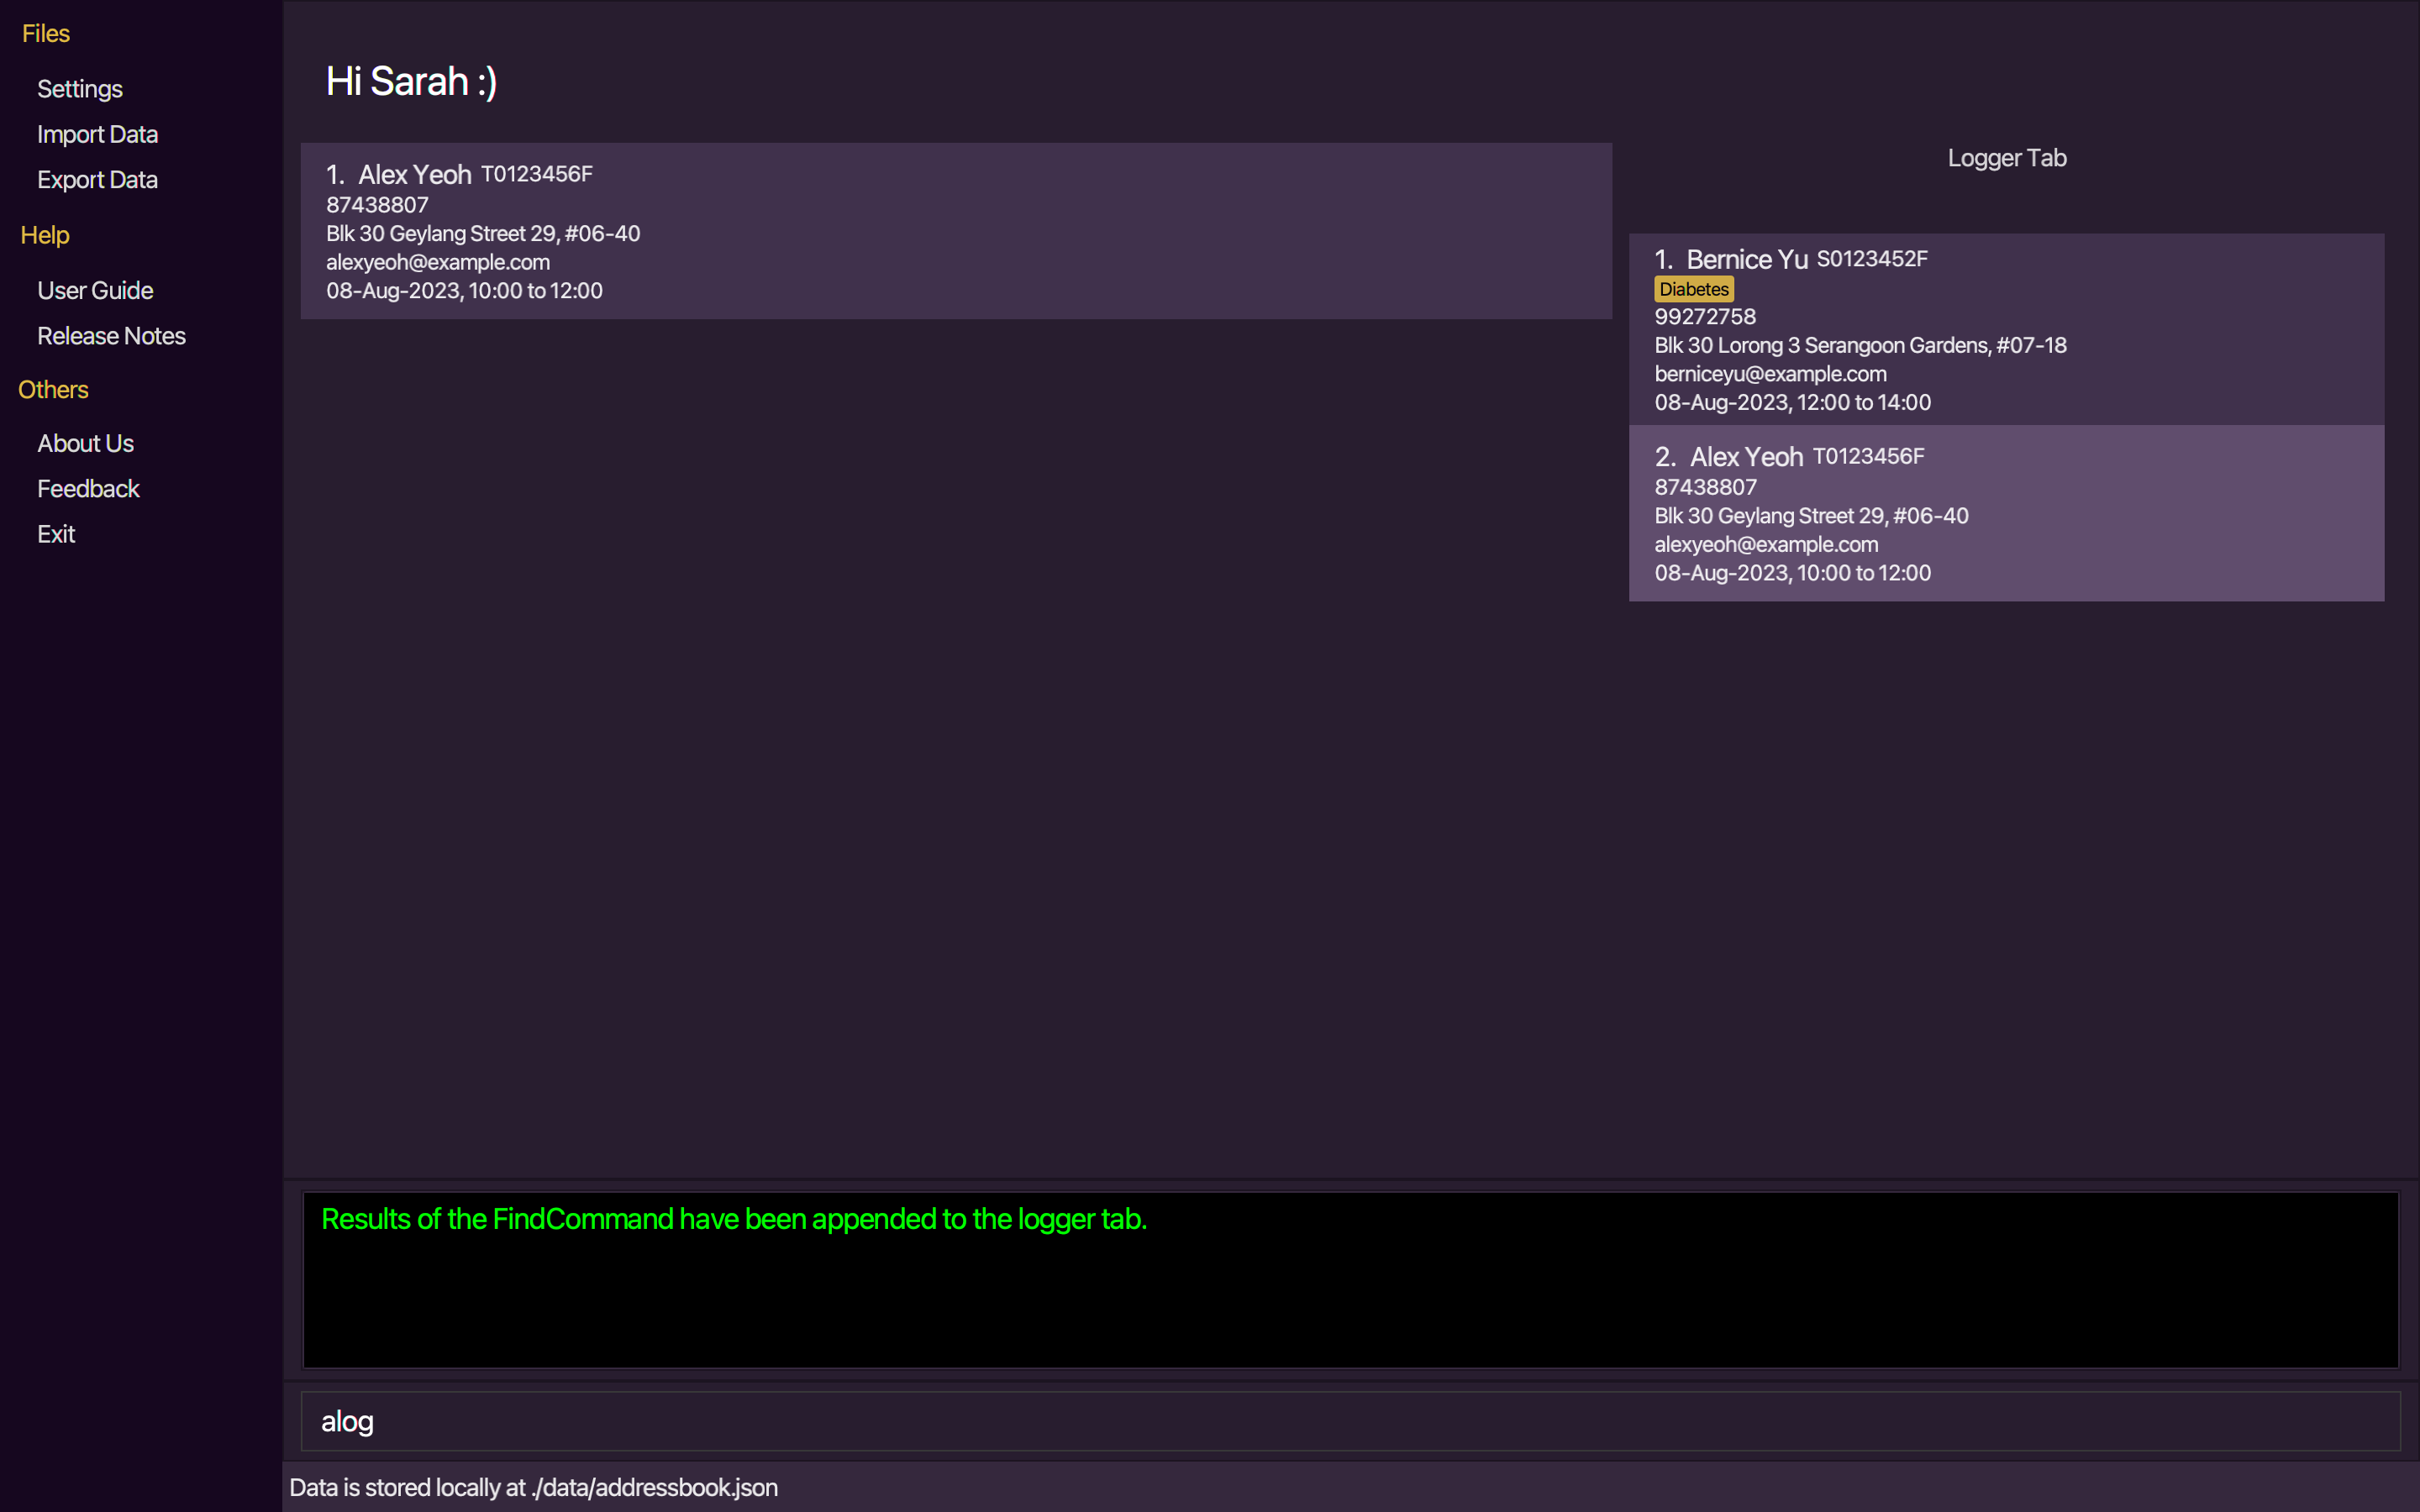 Files
Settings
Import Data
Export Data
Help
User Guide
Release Notes
Others
About Us
Feedback
Exit
Hi Sarah :)
1. Alex Yeoh T0123456F
87438807
Blk 30 Geylang Street 29, #06-40
alexyeoh@example.com
08-Aug-2023, 10:00 to 12:00
Logger Tab
1. Bernice Yu S0123452F
Diabetes
99272758
Blk 30 Lorong 3 Serangoon Gardens, #07-18
berniceyu@example.com
08-Aug-2023, 12:00 to 14:00
2. Alex Yeoh T0123456F
87438807
Blk 30 Geylang Street 29, #06-40
alexyeoh@example.com
08-Aug-2023, 10:00 to 12:00
Results of the FindCommand have been appended to the logger tab.
alog
Data is stored locally at ./data/addressbook.json